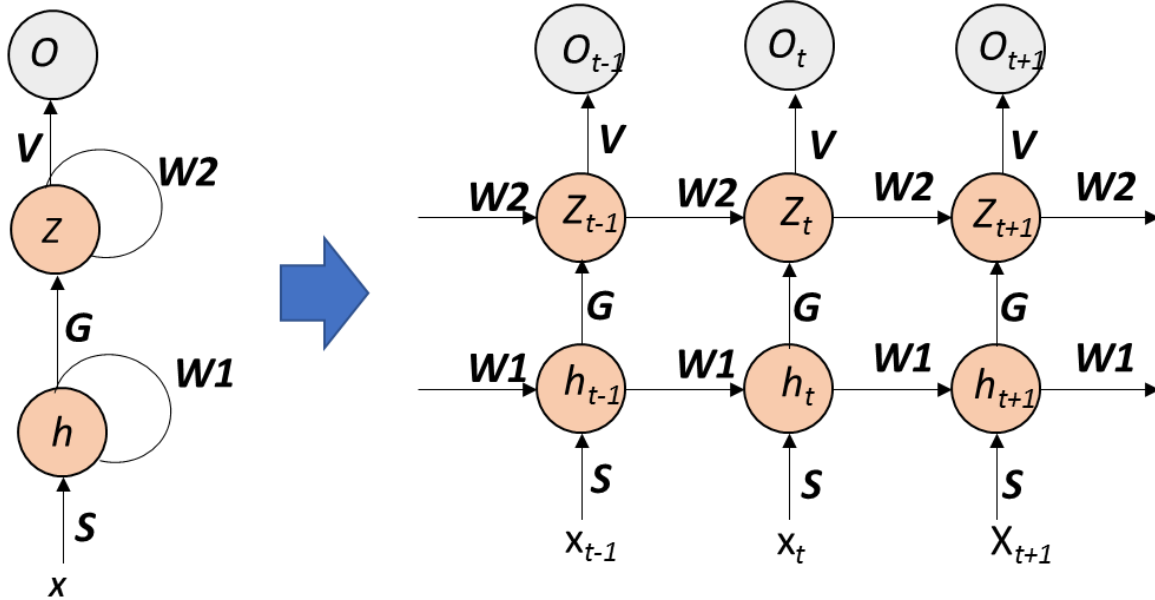 O
V
W2
Z
G
W1
h
S
x
O t-1 O t O t+1
V V V
W2 W2 W2 W2
Z t-1 Z t Z t+1
G G G
W1 W1 W1 W1
h t-1 h t h t+1
S S S
x t-1 x t X t+1